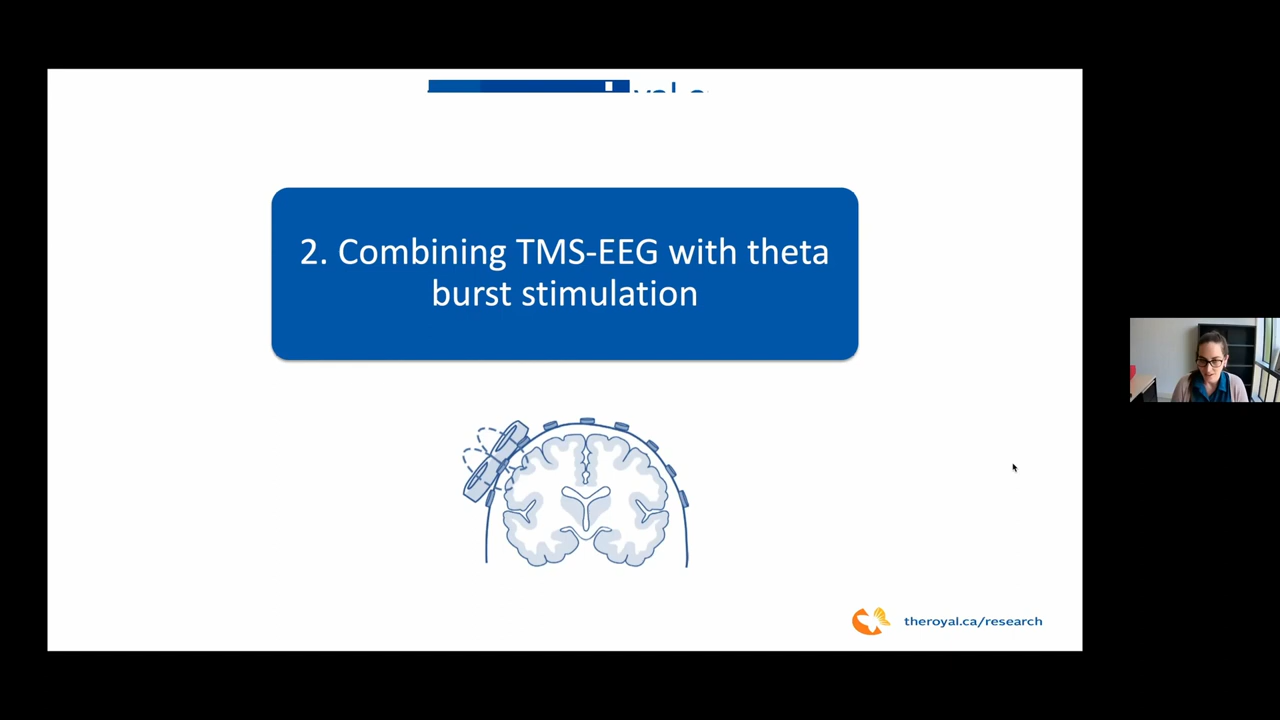 2. Combining TMS-EEG with theta
burst stimulation
theroyal.ca/research